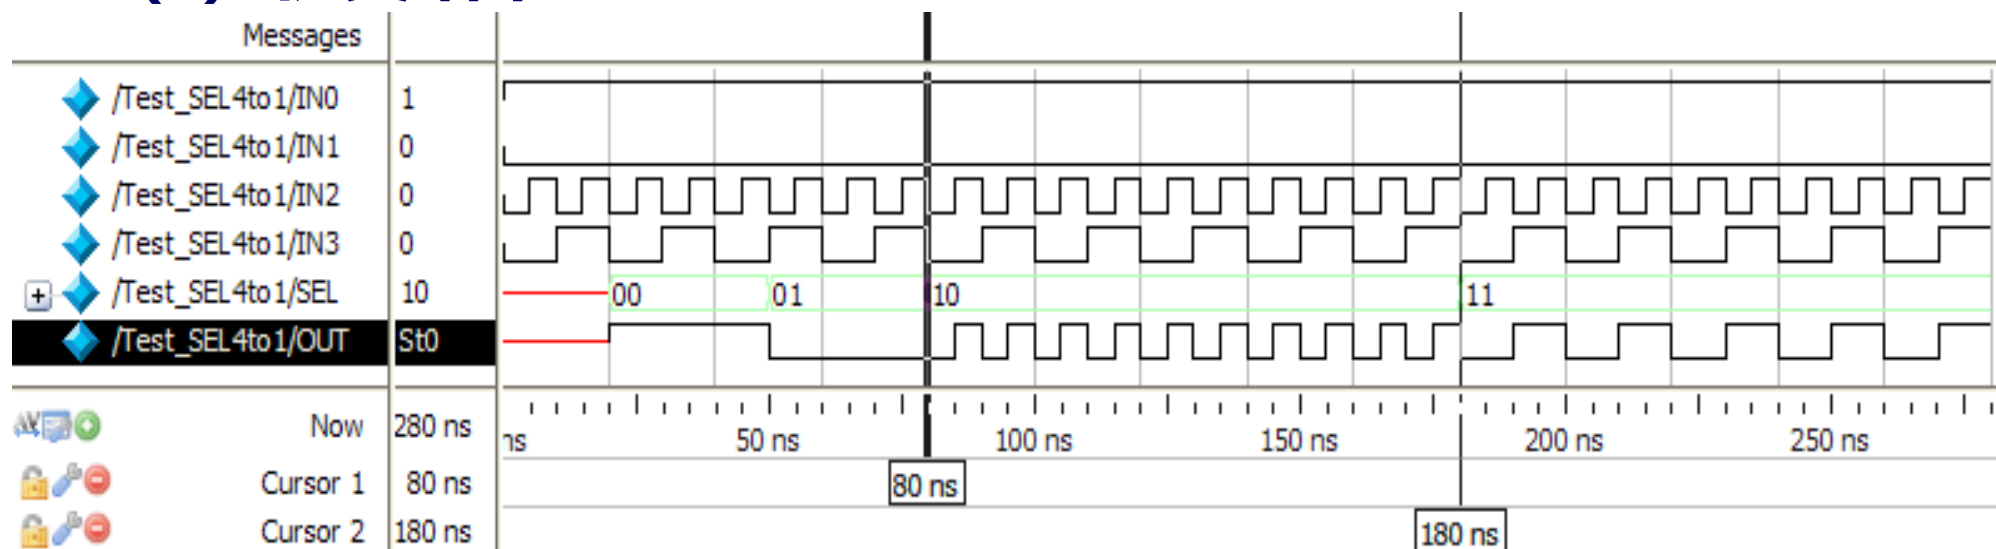 Messages
/Test_SEL4to1/IN0 1
/Test_SEL4to1/IN1 0
/Test_SEL4to1/IN2 0
/Test_SEL4to1/IN3 0
/Test_SEL4to1/SEL 10 00 01 10 11
/Test_SEL4to1/OUT St0
Now 280 ns ns 50 ns 100 ns 150 ns 200 ns 250 ns
Cursor 1 80 ns 80 ns
Cursor 2 180 ns 180 ns